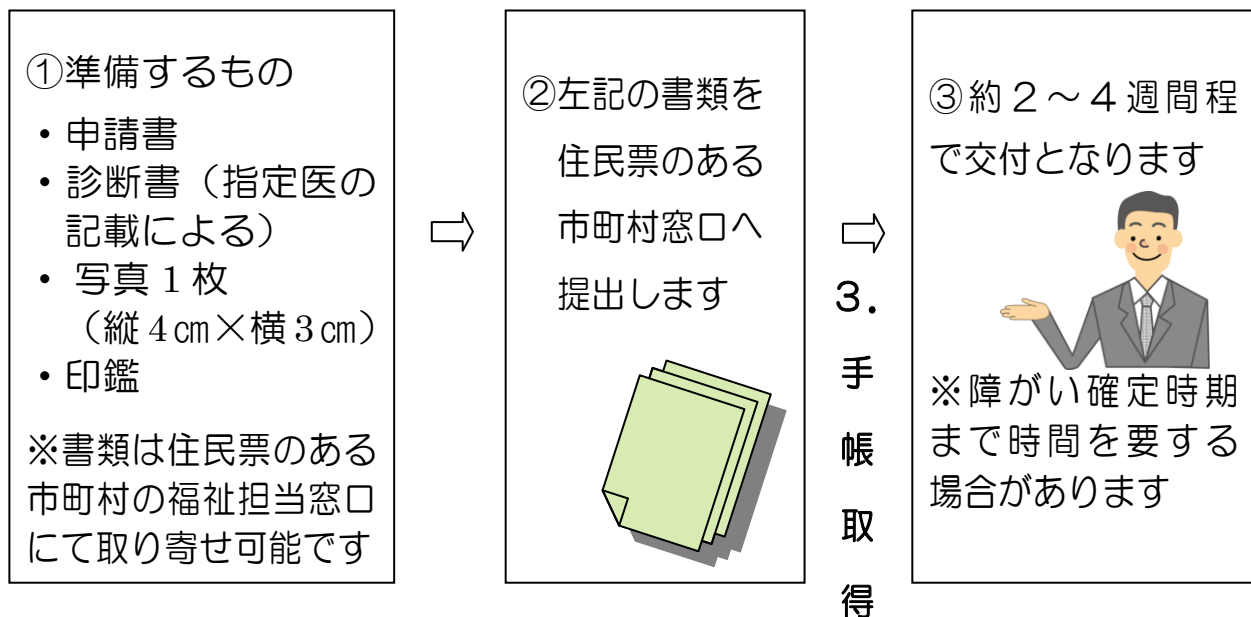 ①準備するもの
・申請書
・診断書（指定医の
記載による）
・ 写真1枚
（縦4㎝×横3㎝）
・印鑑
※書類は住民票のある
市町村の福祉担当窓口
にて取り寄せ可能です
⇨
②左記の書類を
住民票のある
市町村窓口へ
提出します
⇨
3.
手
帳
取
得
③約2～4週間程
で交付となります
※障がい確定時期
まで時間を要する
場合があります